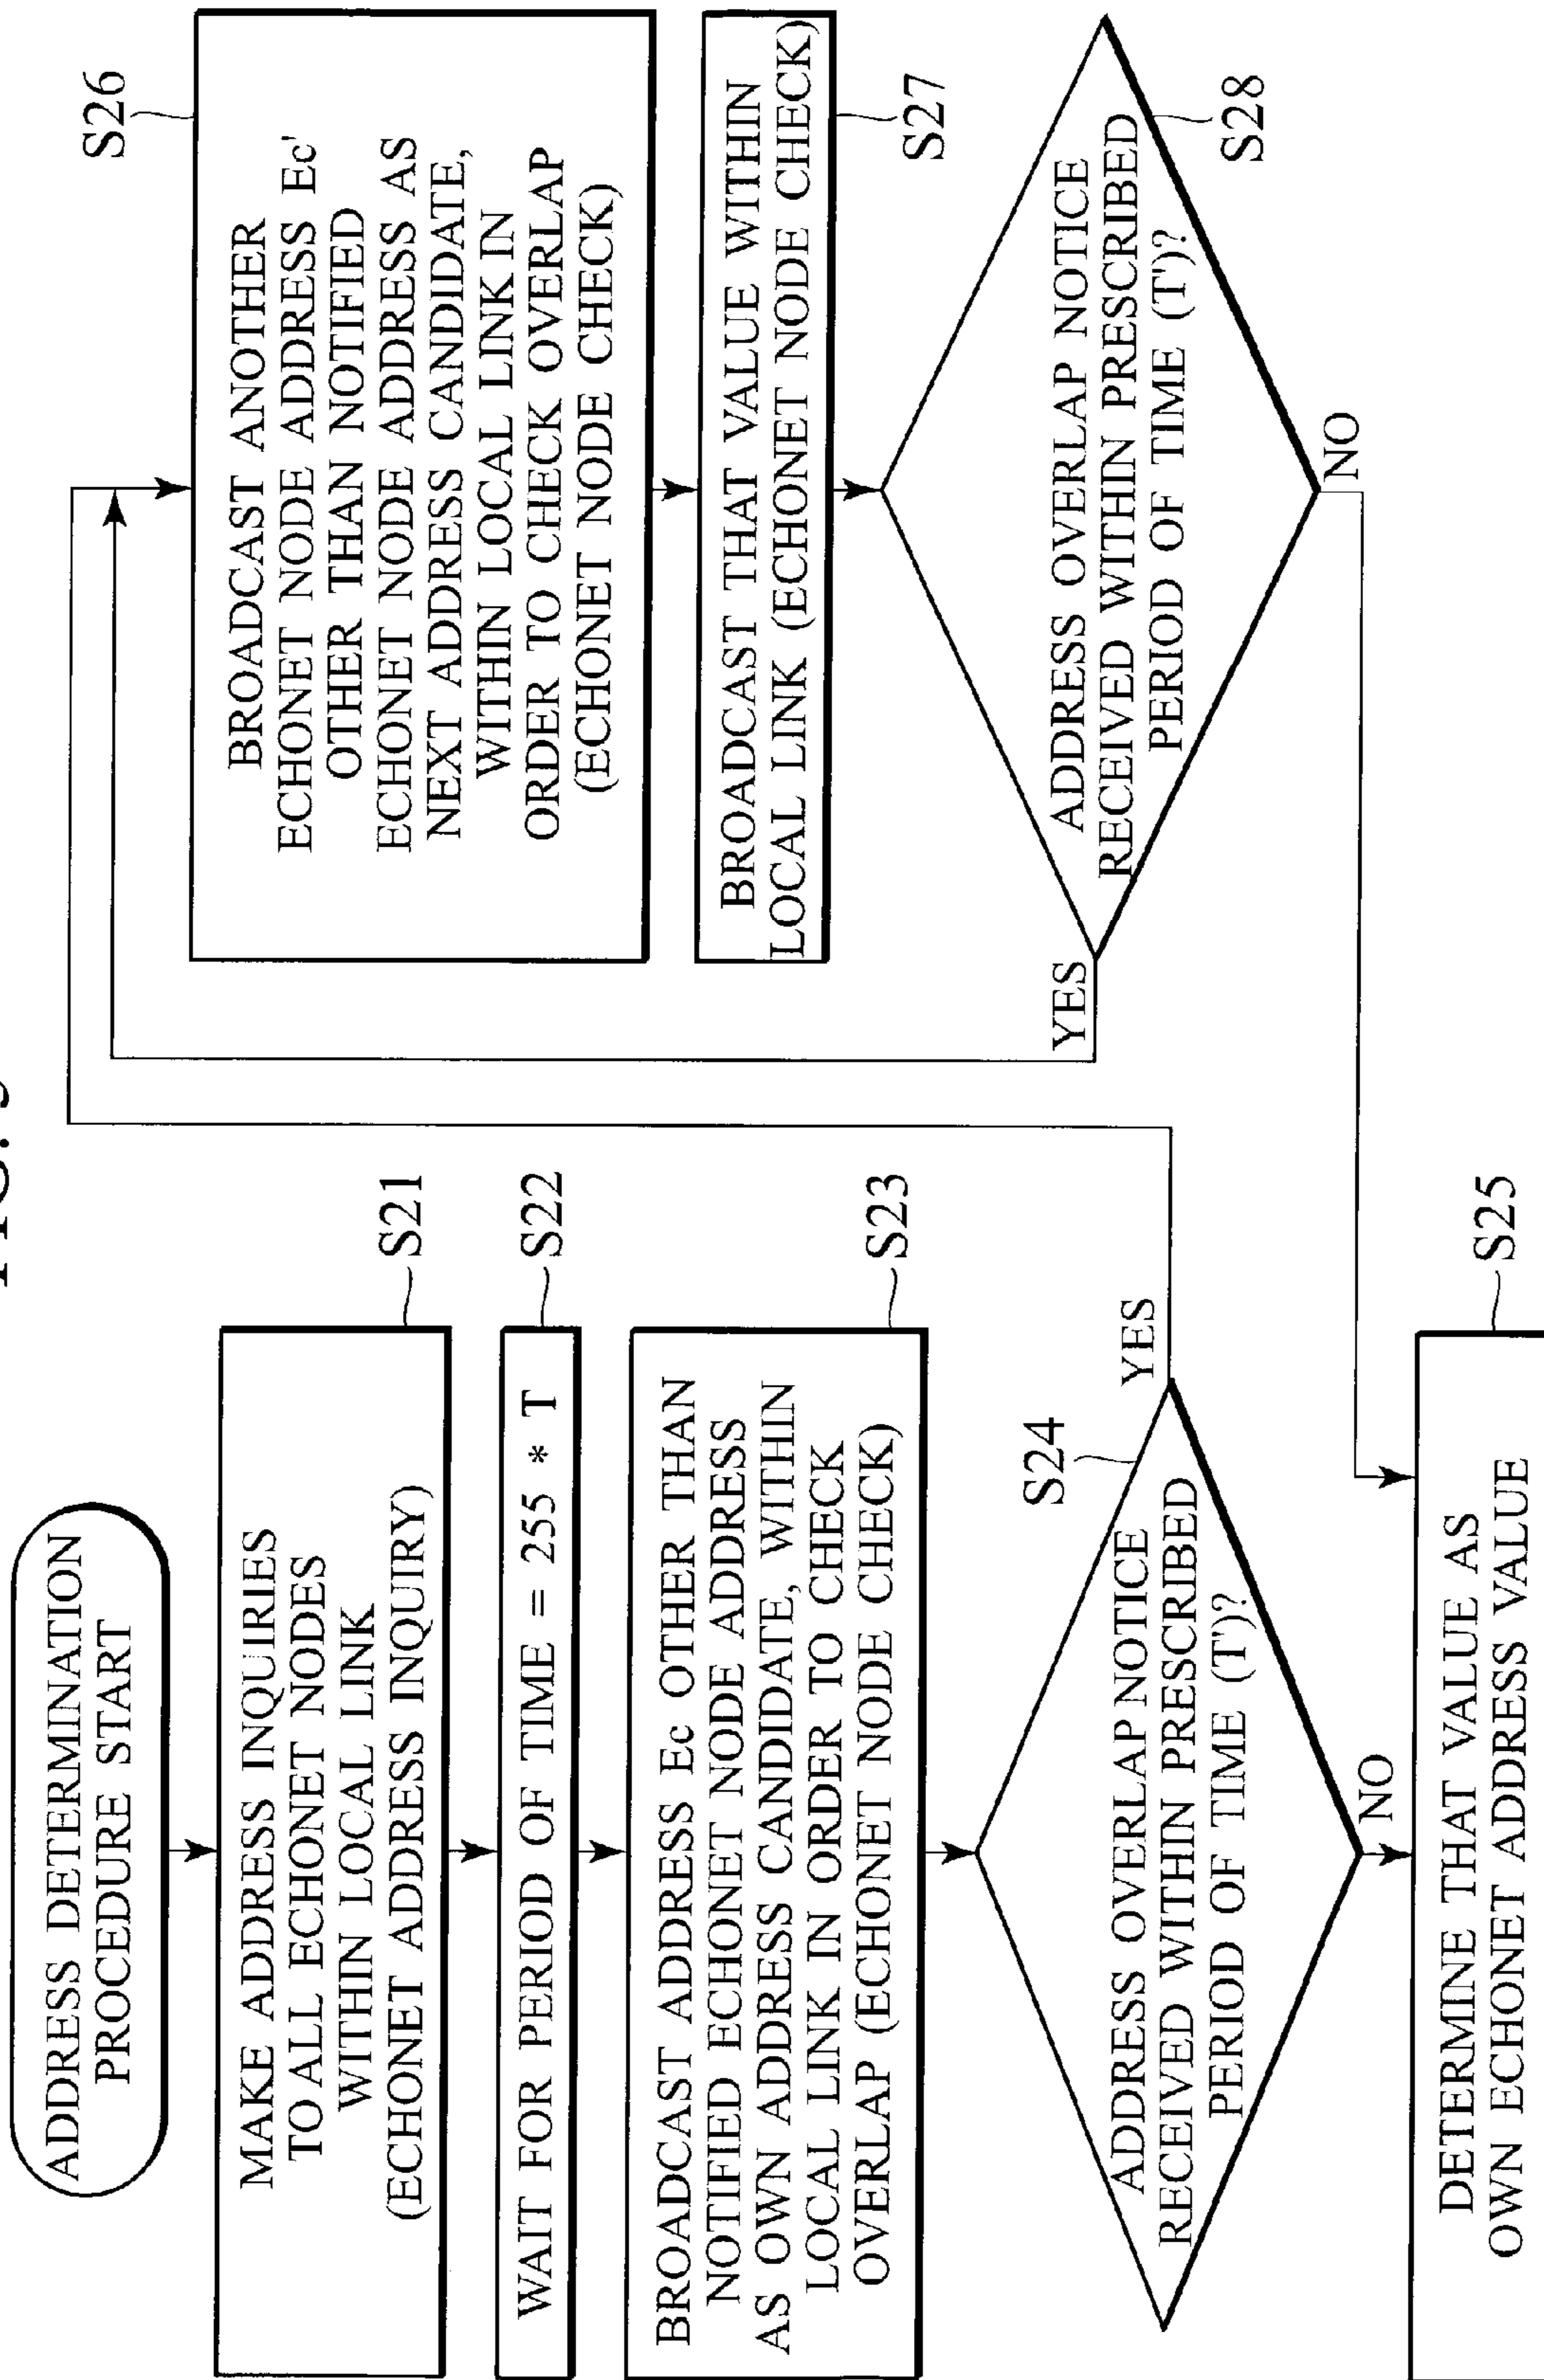 ADDRESS DETERMINATION
PROCEDURE START
MAKE ADDRESS INQUIRIES
TO ALL ECHONET NODES
WITHIN LOCAL LINK
(ECHONET ADDRESS INQUIRY)
S21
WAIT FOR PERIOD OF TIME = 255 * T
S22
BROADCAST ADDRESS Ec OTHER THAN
NOTIFIED ECHONET NODE ADDRESS
AS OWN ADDRESS CANDIDATE, WITHIN
LOCAL LINK IN ORDER TO CHECK
OVERLAP (ECHONET NODE CHECK)
S23
S24
ADDRESS OVERLAP NOTICE
RECEIVED WITHIN PRESCRIBED
PERIOD OF TIME (T')?
YES
NO
DETERMINE THAT VALUE AS
OWN ECHONET ADDRESS VALUE
S25
S26
BROADCAST ANOTHER
ECHONET NODE ADDRESS Ec'
OTHER THAN NOTIFIED
ECHONET NODE ADDRESS AS
NEXT ADDRESS CANDIDATE,
WITHIN LOCAL LINK IN
ORDER TO CHECK OVERLAP
(ECHONET NODE CHECK)
BROADCAST THAT VALUE WITHIN
LOCAL LINK (ECHONET NODE CHECK)
S27
ADDRESS OVERLAP NOTICE
RECEIVED WITHIN PRESCRIBED
PERIOD OF TIME (T')?
S28
YES
NO